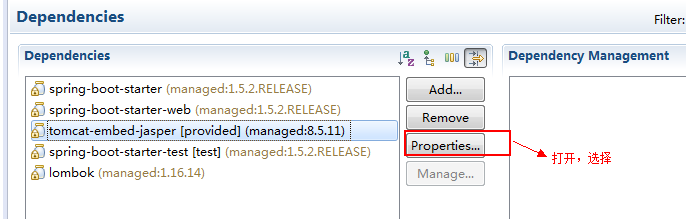 Dependencies
Filter:
Dependencies
a
z
Dependency Management
spring-boot-starter (managed:1.5.2.RELEASE)
Add...
spring-boot-starter-web (managed:1.5.2.RELEASE)
Remove
tomcat-embed-jasper [provided] (managed:8.5.11)
Properties...
spring-boot-starter-test [test] (managed:1.5.2.RELEASE)
打开，选择
lombok (managed:1.16.14)
Manage...